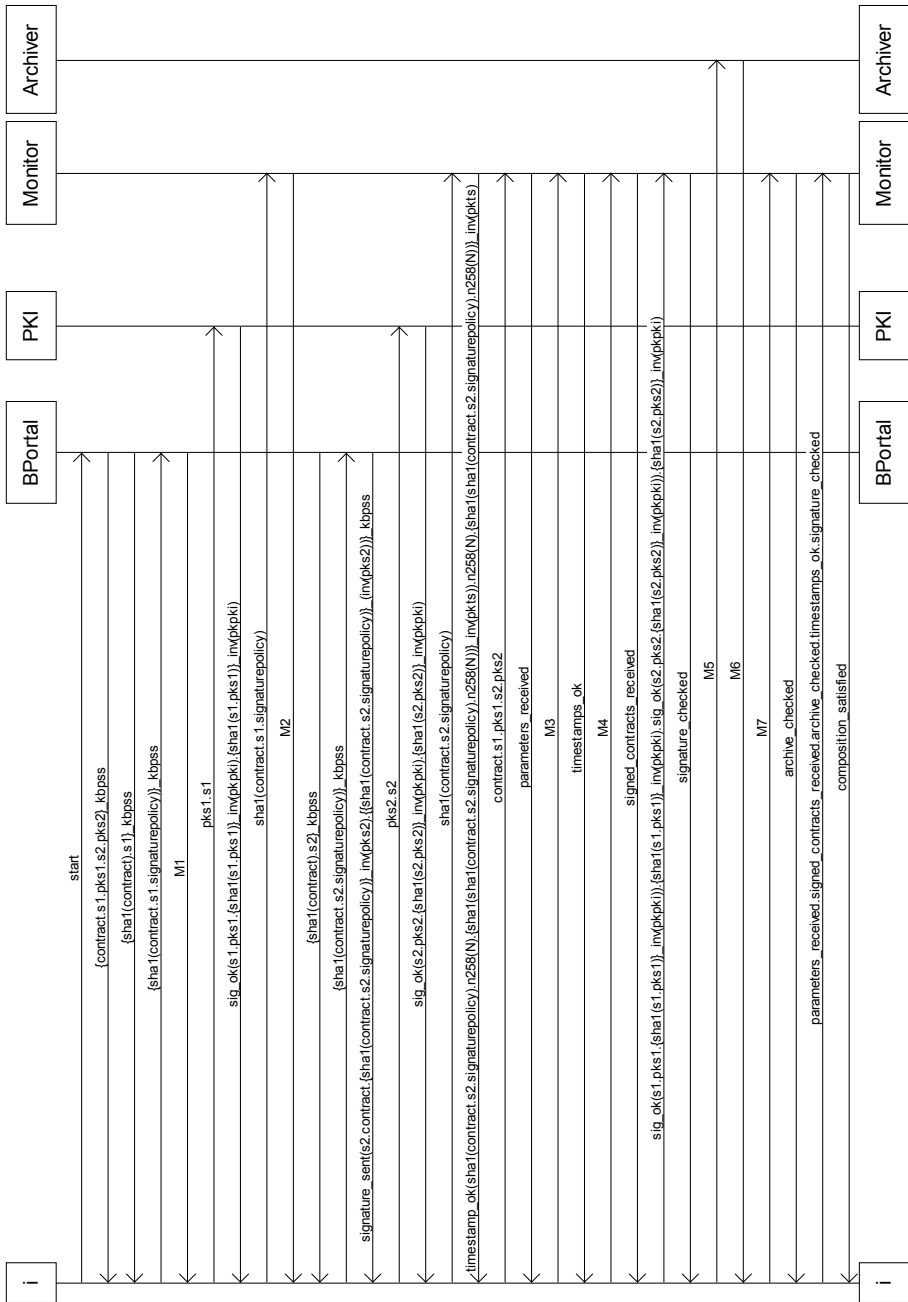 i
BPortal
PKI
Monitor
Archiver
start
{contract.s1.pks1.s2.pks2}_kbpss
{sha1(contract).s1}_kbpss
{sha1(contract.s1.signaturepolicy)}_kbpss
M1
pks1.s1
sig_ok(s1.pks1.{sha1(s1.pks1)}_inv(pkpki).{sha1(s1.pks1)}_inv(pkpki)
sha1(contract.s1.signaturepolicy)
M2
{sha1(contract).s2}_kbpss
{sha1(contract.s2.signaturepolicy)}_kbpss
signature_sent(s2.contract.{sha1(contract.s2.signaturepolicy)}_inv(pks2).{{sha1(contract.s2.signaturepolicy)}_(inv(pks2))}_kbpss
pks2.s2
sig_ok(s2.pks2.{sha1(s2.pks2)}_inv(pkpki).{sha1(s2.pks2)}_inv(pkpki)
sha1(contract.s2.signaturepolicy)
timestamp_ok(sha1(contract.s2.signaturepolicy).n258(N).{sha1(sha1(contract.s2.signaturepolicy).n258(N))}_inv(pkts)).n258(N).{sha1(sha1(contract.s2.signaturepolicy).n258(N))}_inv(pkts)
contract.s1.pks1.s2.pks2
parameters_received
M3
timestamps_ok
M4
signed_contracts_received
sig_ok(s1.pks1.{sha1(s1.pks1)}_inv(pkpki)).{sha1(s1.pks1)}_inv(pkpki).sig_ok(s2.pks2.{sha1(s2.pks2)}_inv(pkpki)).{sha1(s2.pks2)}_inv(pkpki)
signature_checked
M5
M6
M7
archive_checked
parameters_received.signed_contracts_received.archive_checked.timestamps_ok.signature_checked
composition_satisfied
i
BPortal
PKI
Monitor
Archiver